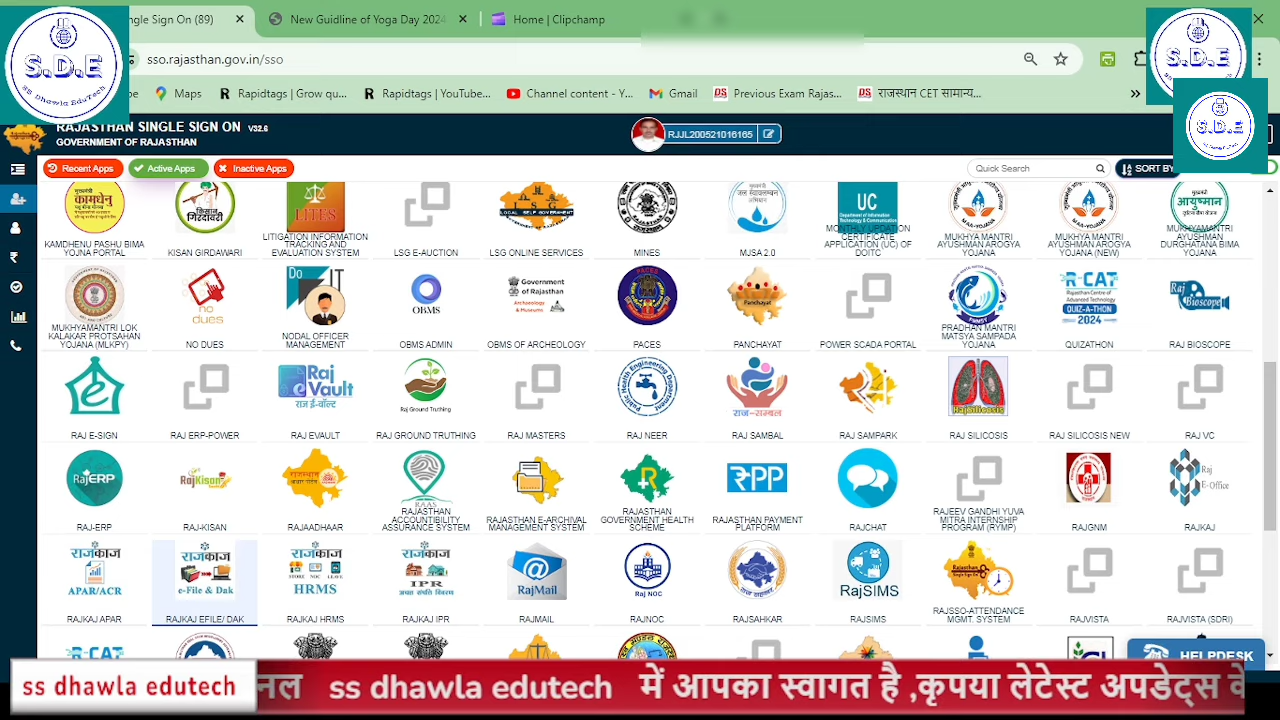 gle Sign On (89)
Knowledge of Yoga Day 2024
Home | Clipchamp
sso.rajasthan.gov.in/sso
Maps
Rapidtags | Grow qu...
Rapidtags | YouTube...
Channel content - Y...
Gmail
Previous Exam Rajas...
राजस्थान CET सामान्य...
S.D.E
SS Dhawla EduTech
S.D.E
S.D.E
RAJASTHAN SINGLE SIGN ON V32.6
GOVERNMENT OF RAJASTHAN
RJJL200521016165
Recent Apps
Active Apps
Inactive Apps
Quick Search
SORT BY
KAMDHENU PASHU BIMA YOJNA PORTAL
KISAN GIRDAWARI
LITIGATION INFORMATION TRACKING AND EVALUATION SYSTEM
LSG E-AUCTION
LSG ONLINE SERVICES
MINES
MJSA 2.0
MONTHLY UPDATION CERTIFICATE APPLICATION (UC) OF DOITC
MUKHYA MANTRI AYUSHMAN AROGYA YOJANA
MUKHYA MANTRI AYUSHMAN AROGYA YOJANA (NEW)
MUKHYAMANTRI AYUSHMAN DURGHATANA BIMA YOJANA
MUKHYAMANTRI LOK KALAKAR PROTSAHAN YOJANA (MLKPY)
NO DUES
NODAL OFFICER MANAGEMENT
OBMS ADMIN
OBMS OF ARCHEOLOGY
PACES
PANCHAYAT
POWER SCADA PORTAL
PRADHAN MANTRI MATSYA SAMPADA YOJANA
QUIZATHON
RAJ BIOSCOPE
RAJ E-SIGN
RAJ ERP-POWER
RAJ EVAULT
RAJ GROUND TRUTHING
RAJ MASTERS
RAJ NEER
RAJ SAMBAL
RAJ SAMPARK
RAJ SILICOSIS
RAJ SILICOSIS NEW
RAJ VC
RAJ-ERP
RAJ-KISAN
RAJAADHAAR
RAJASTHAN ACCOUNTIBILITY ASSURANCE SYSTEM
RAJASTHAN E-ARCHIVAL MANAGEMENT SYSTEM
RAJASTHAN GOVERNMENT HEALTH SCHEME
RAJASTHAN PAYMENT PLATFORM
RAJCHAT
RAJEEV GANDHI YUVA MITRA INTERNSHIP PROGRAM (RYMP)
RAJGNM
RAJKAJ
RAJKAJ APAR
RAJKAJ EFILE/ DAK
RAJKAJ HRMS
RAJKAJ IPR
RAJMAIL
RAJNOC
RAJSAHKAR
RAJSIMS
RAJSSO-ATTENDANCE MGMT. SYSTEM
RAJVISTA
RAJVISTA (SDRI)
HELPDESK
ss dhawla edutech
नल ss dhawla edutech में आपका स्वागत है ,कृपया लेटेस्ट अपडेट्स के